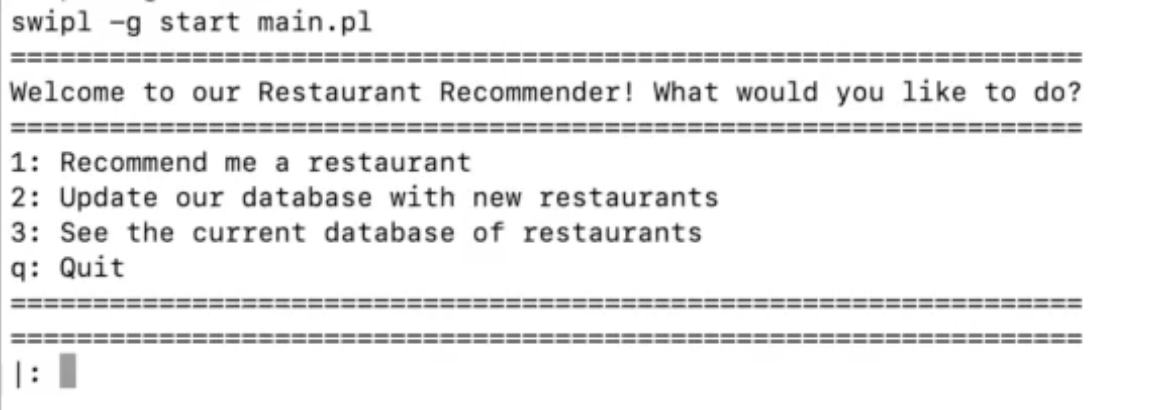 swipl -g start main.pl
=================================================================
Welcome to our Restaurant Recommender! What would you like to do?
=================================================================
1: Recommend me a restaurant
2: Update our database with new restaurants
3: See the current database of restaurants
q: Quit
=================================================================
=================================================================
|: